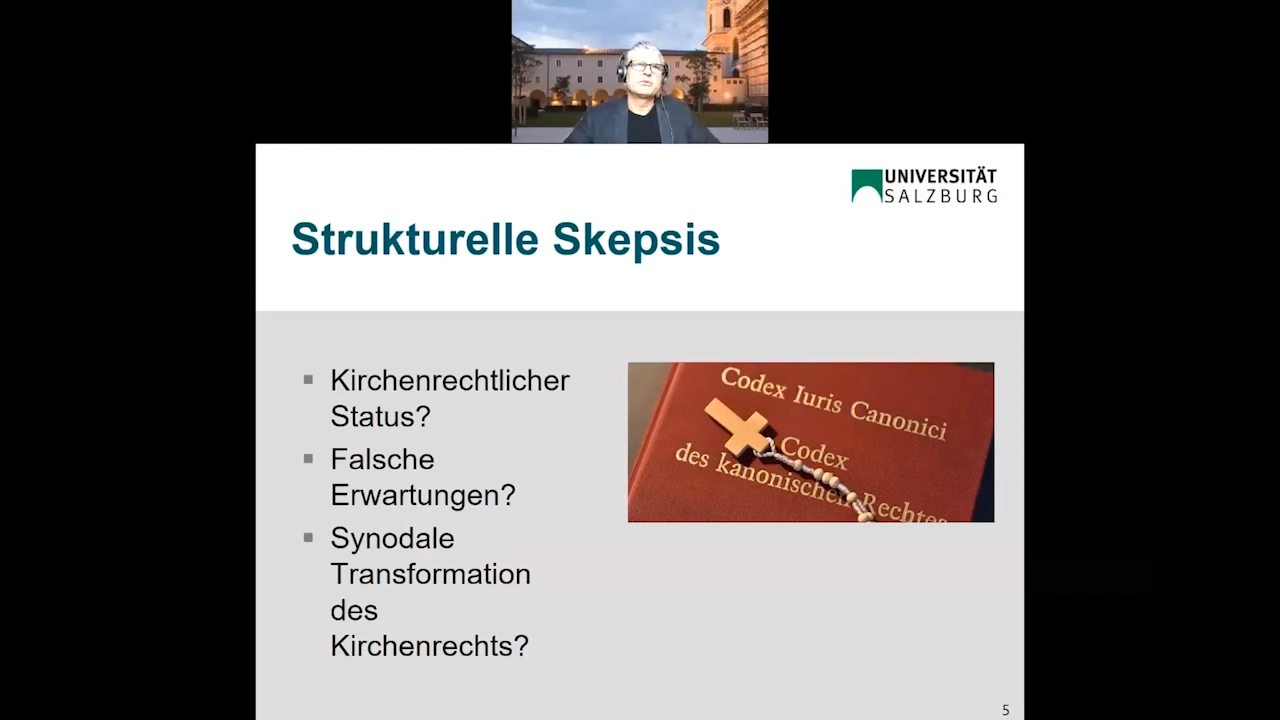 UNIVERSITÄT
SALZBURG
Strukturelle Skepsis
▪ Kirchenrechtlicher
Status?
▪ Falsche
Erwartungen?
▪ Synodale
Transformation
des
Kirchenrechts?
Codex Iuris Canonici
Codex
des kanonischen Rechtes
5